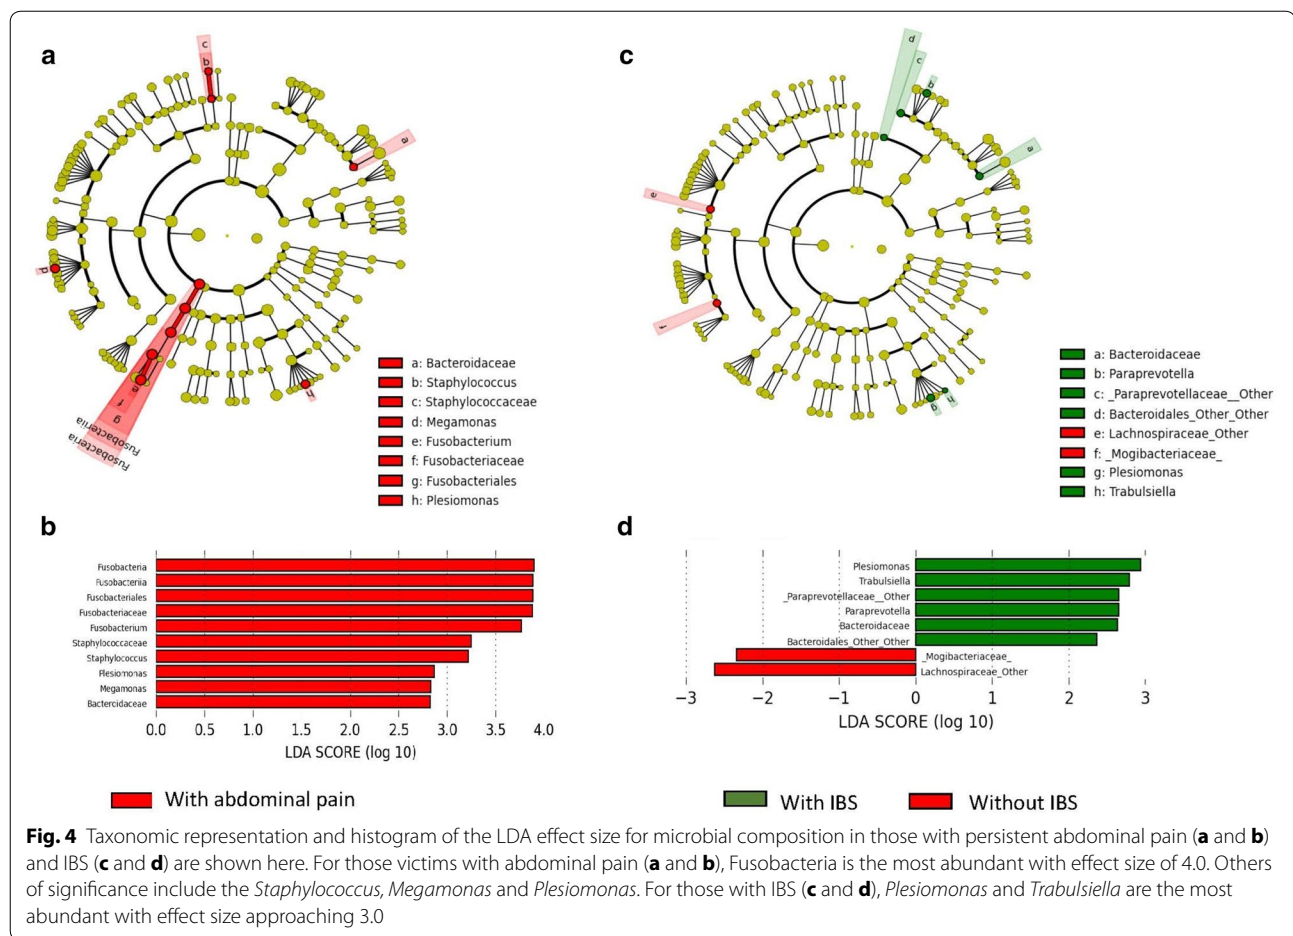 a
c
b
a
d
e
f
g
Fusobacteriia
Fusobacteria
h
a: Bacteroidaceae
b: Staphylococcus
c: Staphylococcaceae
d: Megamonas
e: Fusobacterium
f: Fusobacteriaceae
g: Fusobacteriales
h: Plesiomonas
c
d
c
b
a
e
f
g
h
a: Bacteroidaceae
b: Paraprevotella
c: _Paraprevotellaceae__Other
d: Bacteroidales_Other_Other
e: Lachnospiraceae_Other
f: _Mogibacteriaceae_
g: Plesiomonas
h: Trabulsiella
b
Fusobacteria
Fusobacteriia
Fusobacteriales
Fusobacteriaceae
Fusobacterium
Staphylococcaceae
Staphylococcus
Plesiomonas
Megamonas
Bacteroidaceae
0.0 0.5 1.0 1.5 2.0 2.5 3.0 3.5 4.0
LDA SCORE (log 10)
With abdominal pain
d
Plesiomonas
Trabulsiella
_Paraprevotellaceae__Other
Paraprevotella
Bacteroidaceae
Bacteroidales_Other_Other
_Mogibacteriaceae_
Lachnospiraceae_Other
−3 −2 −1 0 1 2 3
LDA SCORE (log 10)
With IBS Without IBS
Fig. 4 Taxonomic representation and histogram of the LDA effect size for microbial composition in those with persistent abdominal pain (a and b)
and IBS (c and d) are shown here. For those victims with abdominal pain (a and b), Fusobacteria is the most abundant with effect size of 4.0. Others
of significance include the Staphylococcus, Megamonas and Plesiomonas. For those with IBS (c and d), Plesiomonas and Trabulsiella are the most
abundant with effect size approaching 3.0